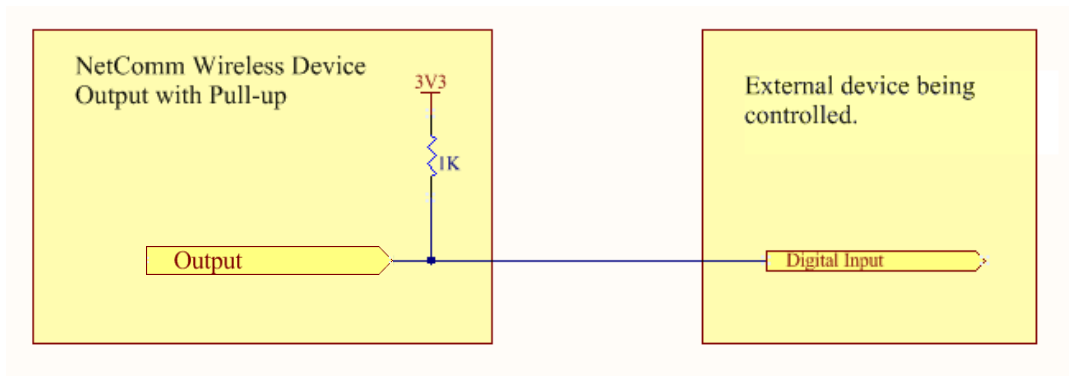 NetComm Wireless Device
Output with Pull-up
3V3
1K
Output
External device being
controlled.
Digital Input